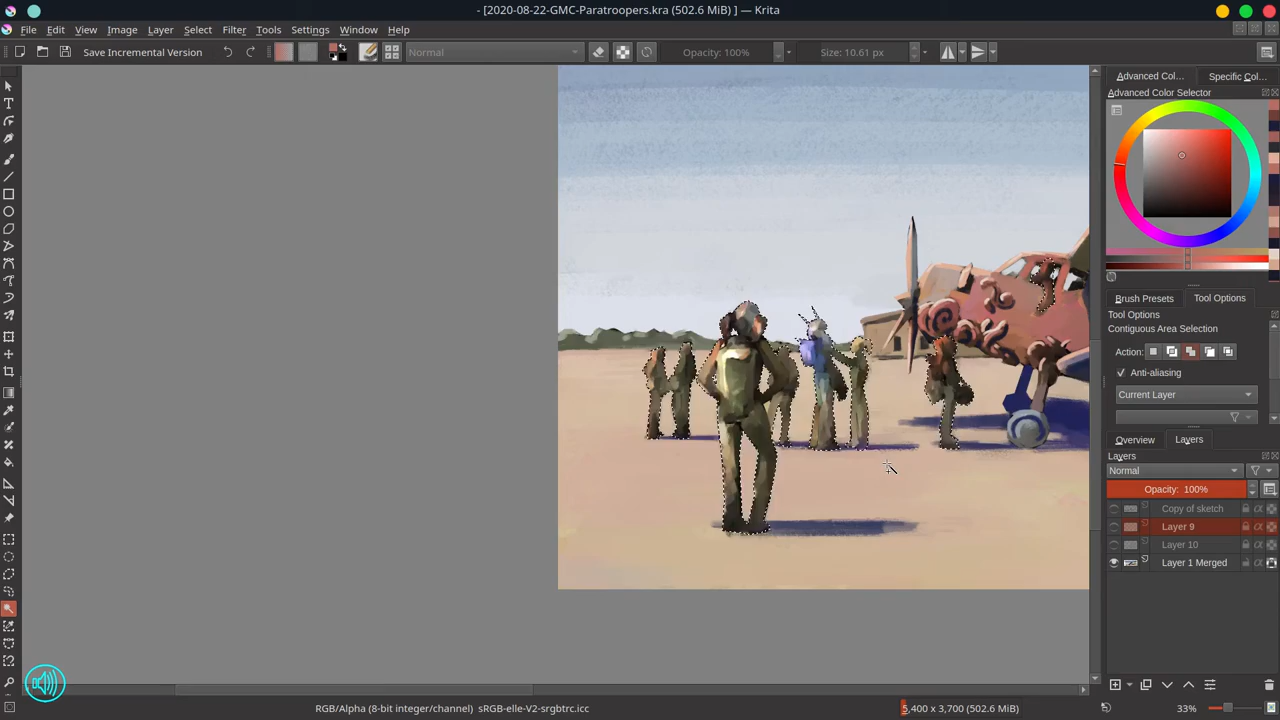 - [2020-08-22-GMC-Paratroopers.kra (502.6 MiB) ] — Krita
File Edit View Image Layer Select Filter Tools Settings Window Help
Save Incremental Version Normal Opacity: 100% Size: 10.61 px
Advanced Col... Specific Co...
Advanced Color Selector
Brush Presets Tool Options
Tool Options
Contiguous Area Selection
Action:
Anti-aliasing
Current Layer
Overview Layers
Layers
Normal
Opacity: 100%
Copy of sketch
Layer 9
Layer 10
Layer 1 Merged
RGB/Alpha (8-bit integer/channel) sRGB-elle-V2-srgbtrc.icc 5,400 x 3,700 (502.6 MiB) 33%